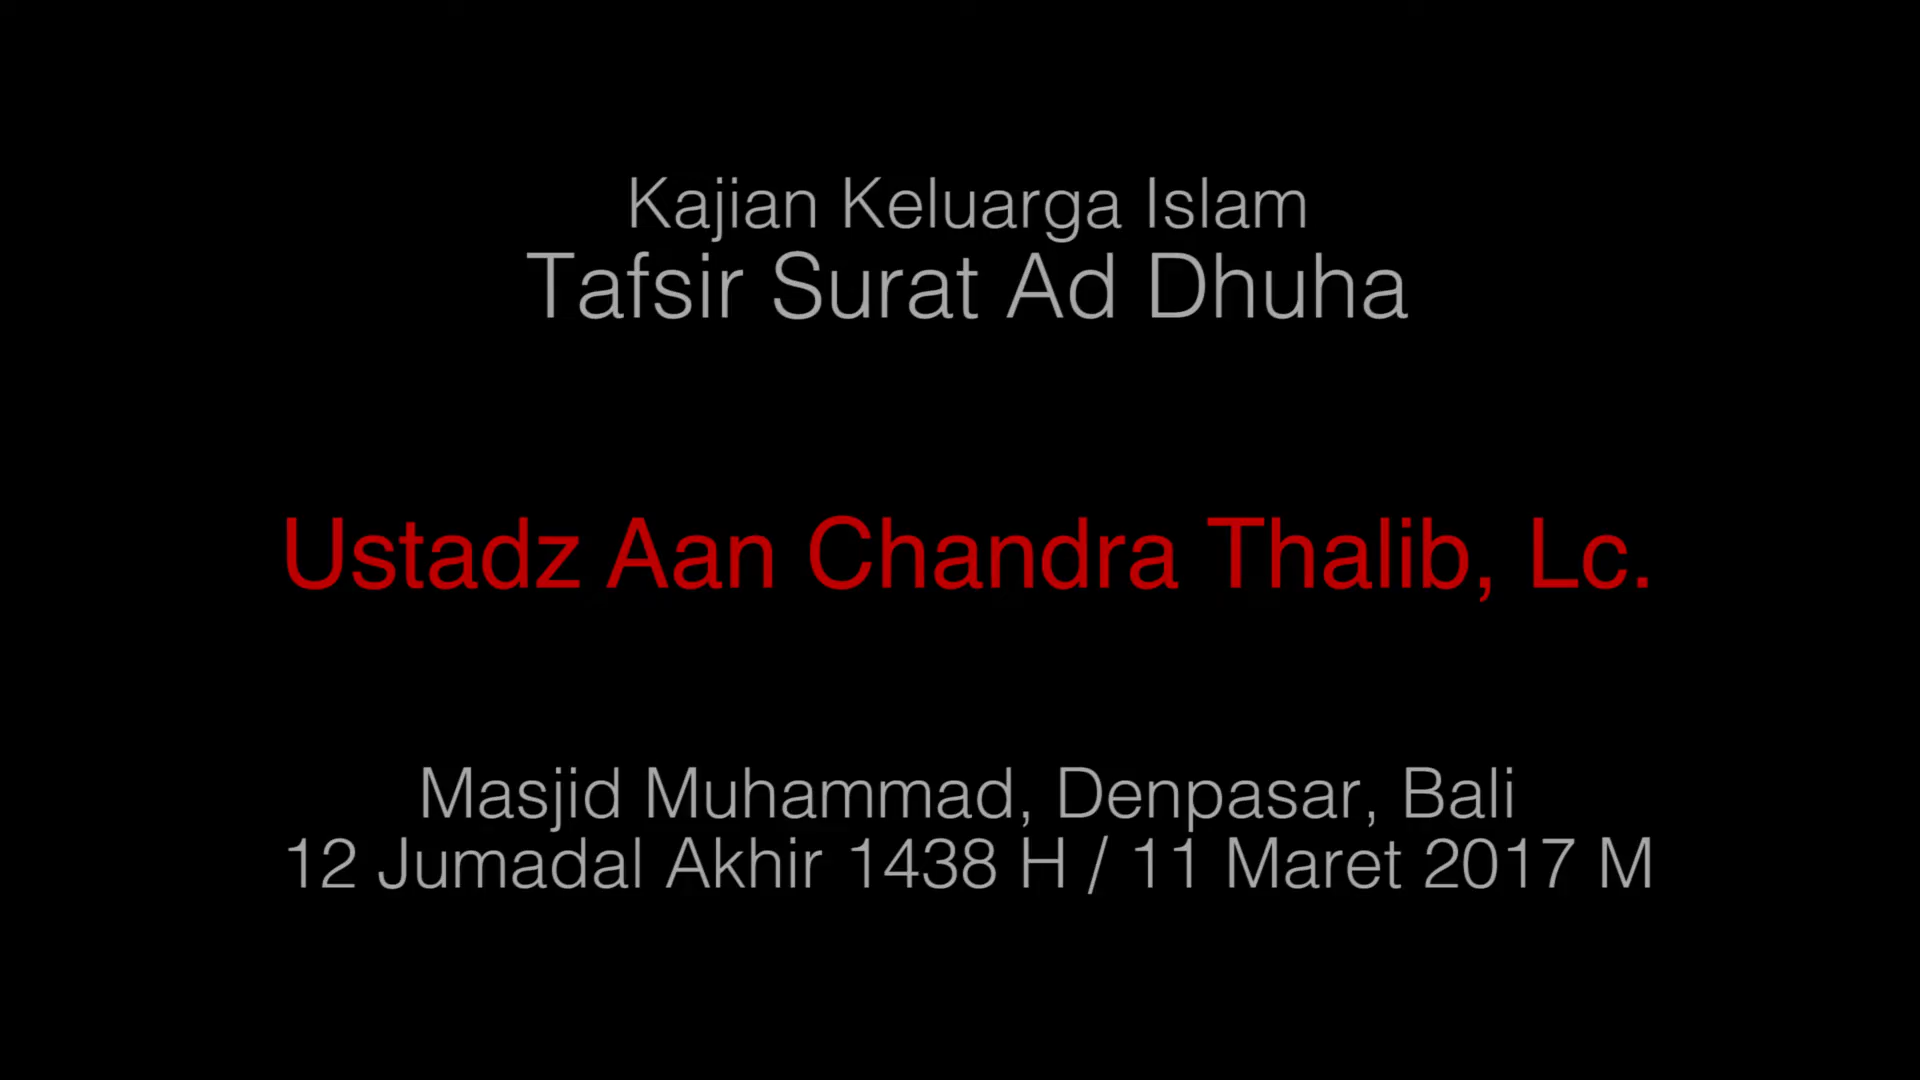 Kajian Keluarga Islam
Tafsir Surat Ad Dhuha
Ustadz Aan Chandra Thalib, Lc.
Masjid Muhammad, Denpasar, Bali
12 Jumadal Akhir 1438 H / 11 Maret 2017 M